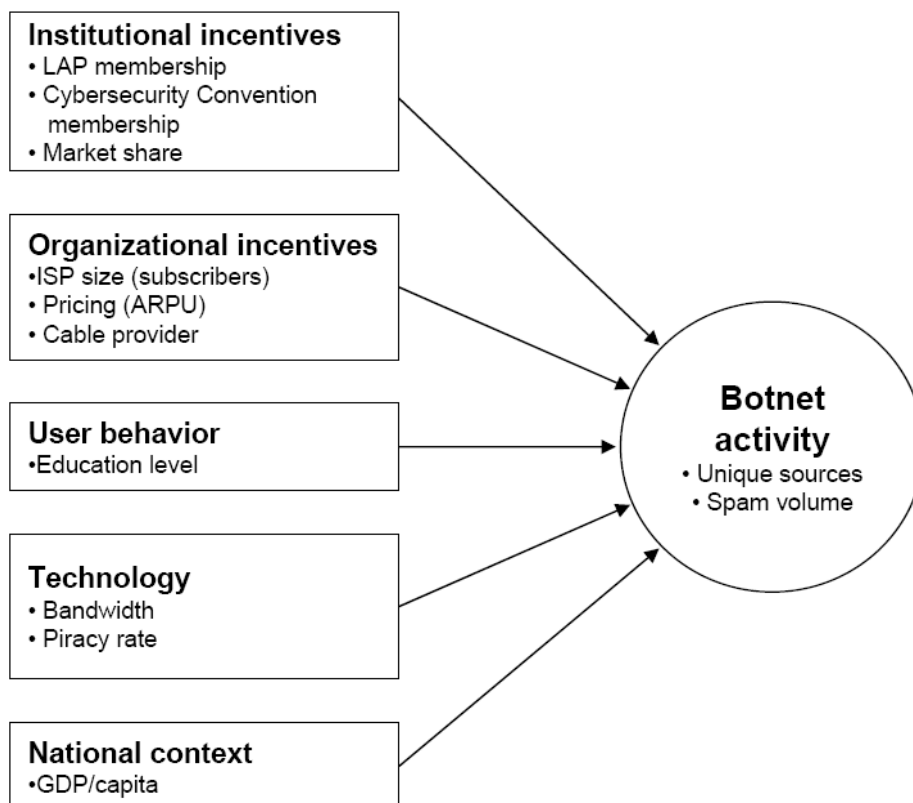 Institutional incentives
• LAP membership
• Cybersecurity Convention
membership
• Market share
Organizational incentives
•ISP size (subscribers)
• Pricing (ARPU)
• Cable provider
User behavior
•Education level
Technology
• Bandwidth
• Piracy rate
National context
•GDP/capita
Botnet
activity
• Unique sources
• Spam volume